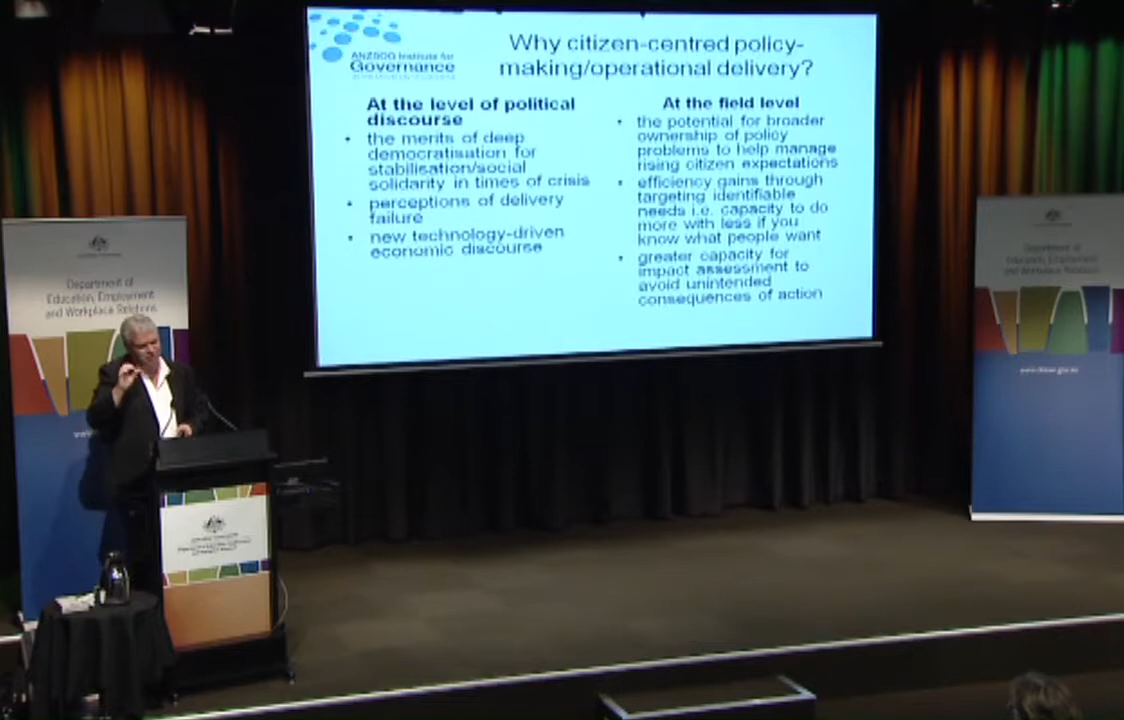 ANZSOG Institute for
Governance
Why citizen-centred policy-
making/operational delivery?
At the level of political
discourse
• the merits of deep
democratisation for
stabilisation/social
solidarity in times of crisis
• perceptions of delivery
failure
• new technology-driven
economic discourse
At the field level
• the potential for broader
ownership of policy
problems to help manage
rising citizen expectations
• efficiency gains through
targeting identifiable
needs i.e. capacity to do
more with less if you
know what people want
• greater capacity for
impact assessment to
avoid unintended
consequences of action
Department of
Education, Employment
and Workplace Relations
Department of
Education, Employment
and Workplace Relations